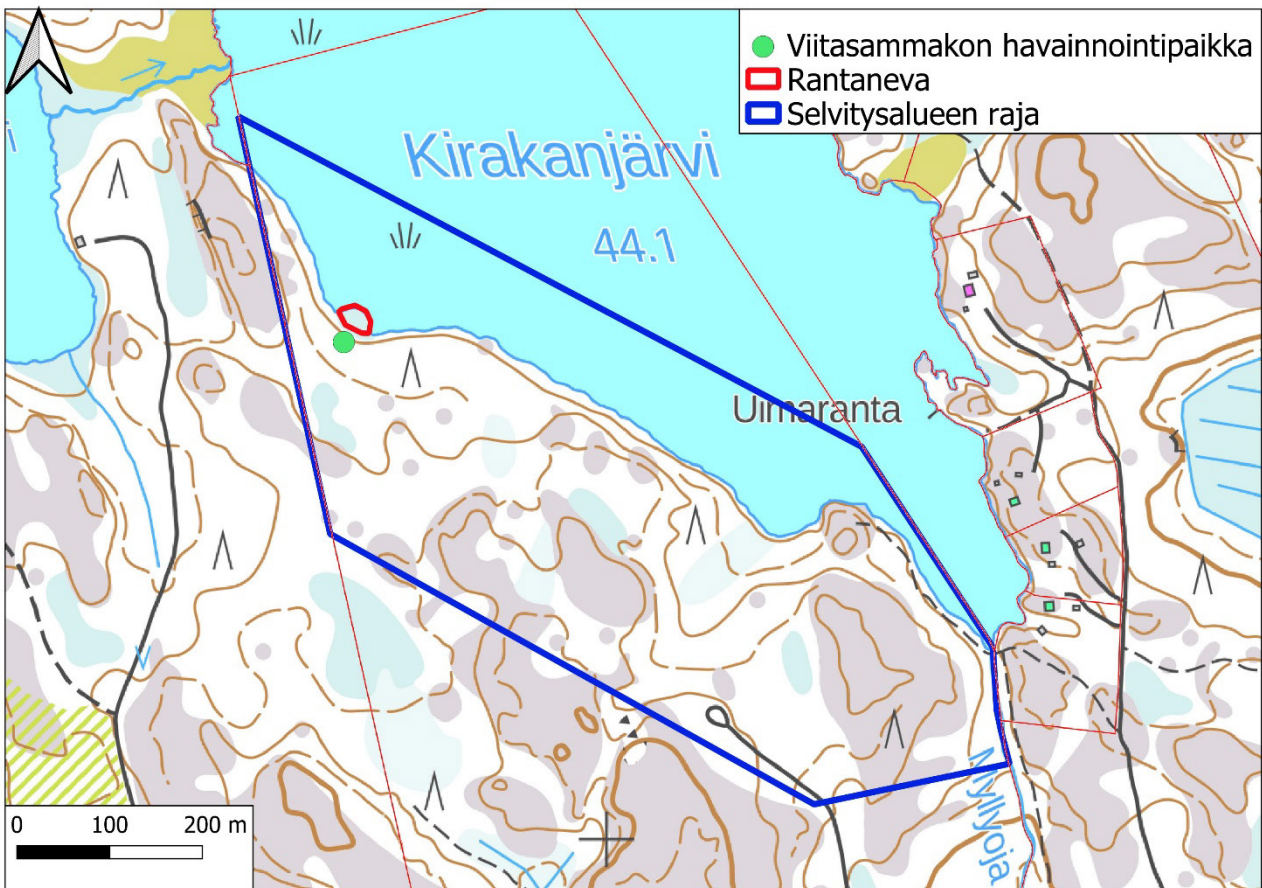 Viitasammakon havainnointipaikka
Rantaneva
Selvitysalueen raja
i
Kirakanjärvi
44.1
Uimaranta
Myllyoja
0 100 200 m